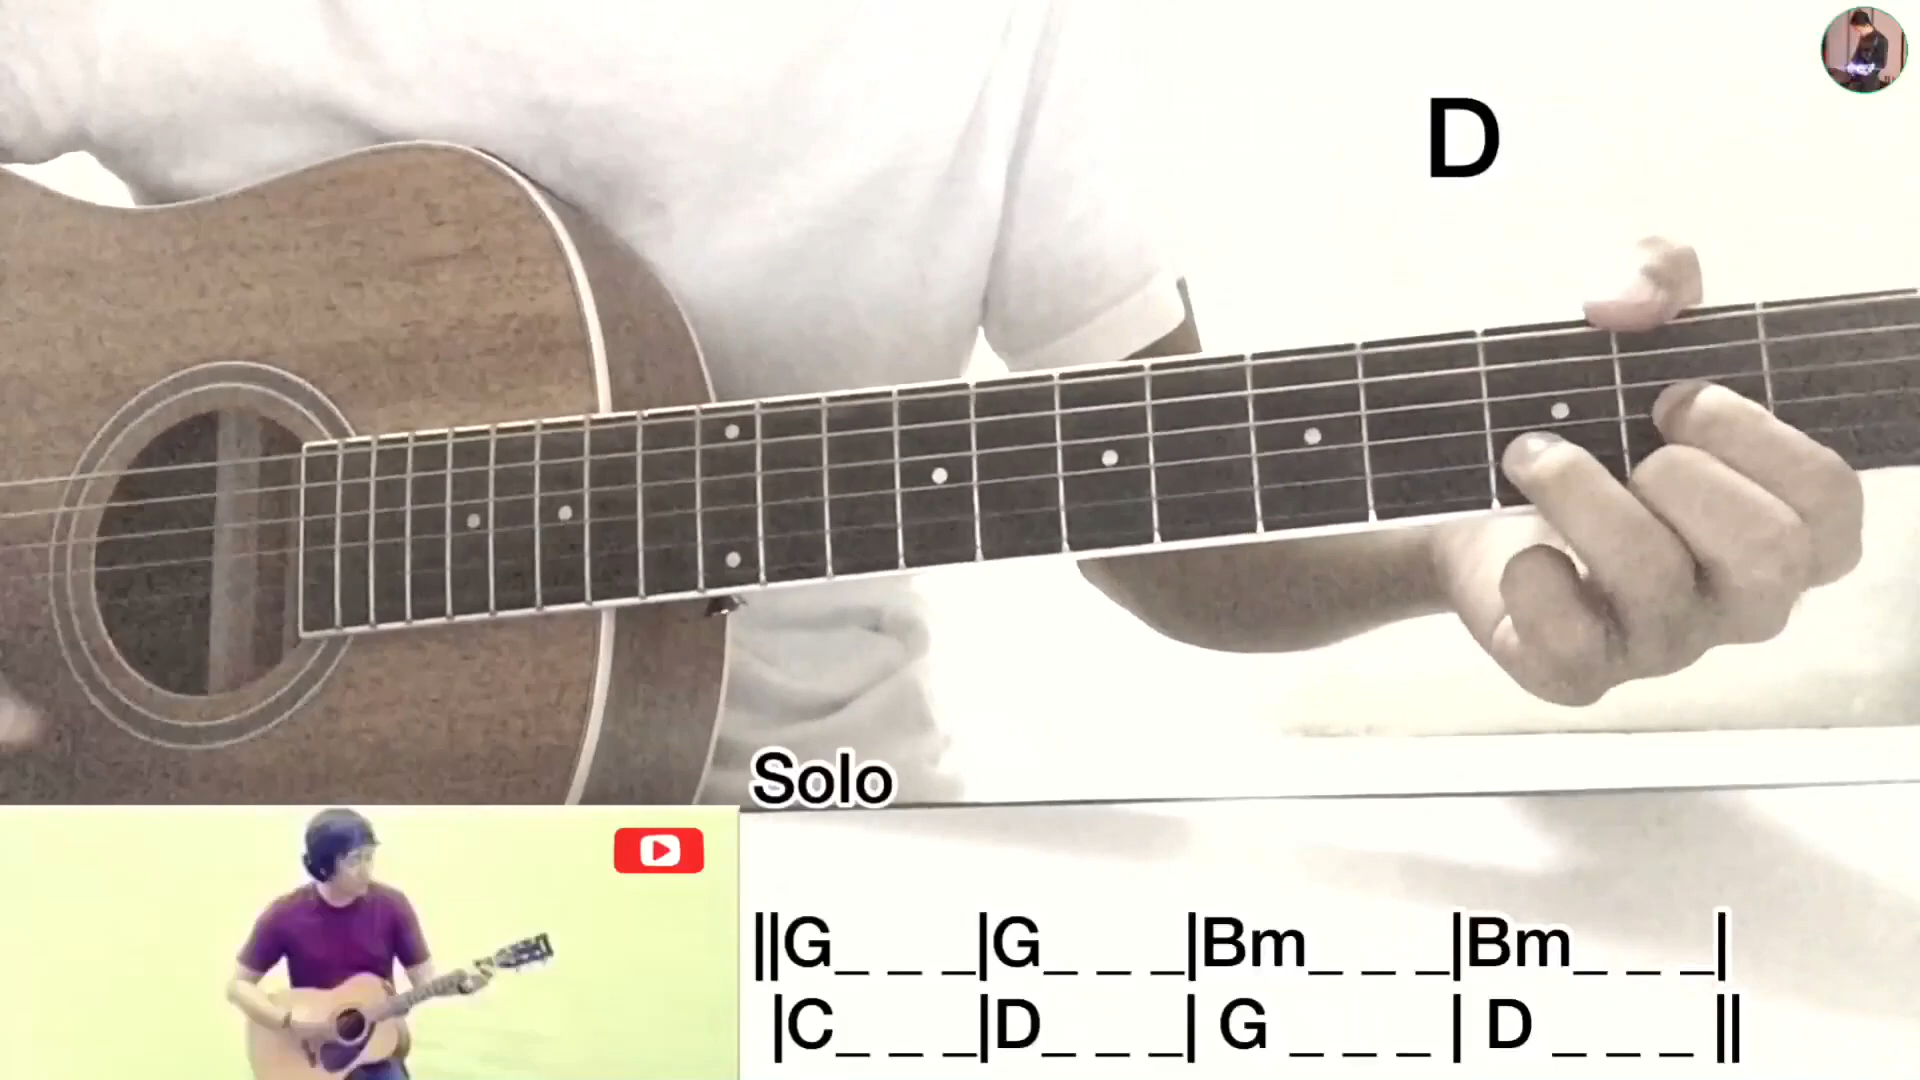 D
Solo
||G_ _ _|G_ _ _|Bm_ _ _|Bm_ _ _|
|C_ _ _|D_ _ _| G _ _ _ | D _ _ _ ||